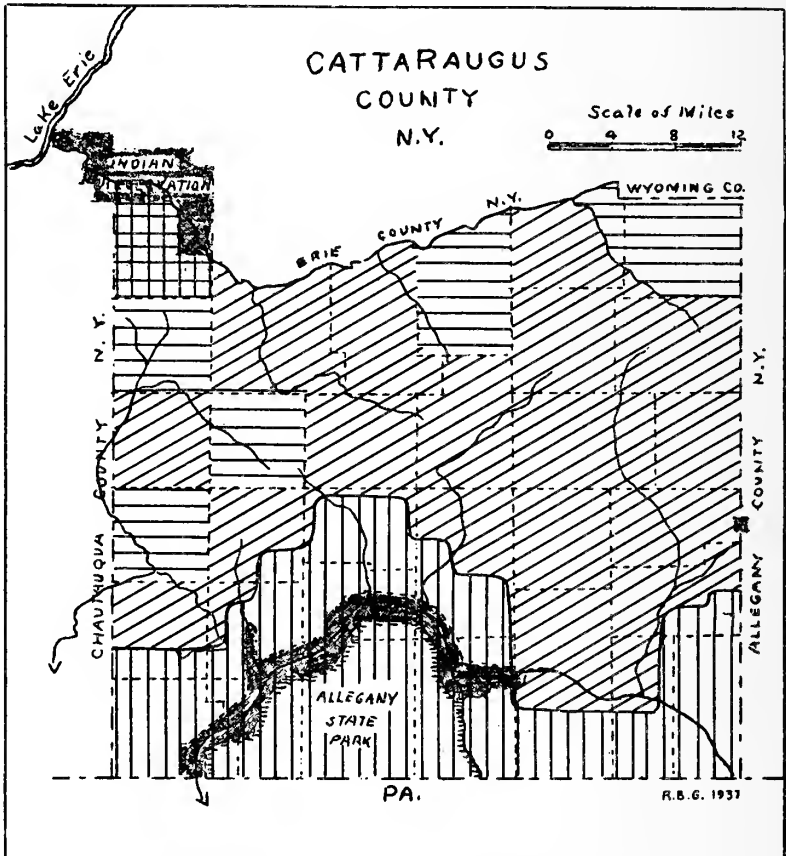 CATTARAUGUS
COUNTY
N.Y.
Lake Erie
Scale of Miles
0 4 8 12
INDIAN
WYOMING CO.
ERIE COUNTY N.Y.
CHAUTAUQUA COUNTY N.Y.
ALLEGANY COUNTY N.Y.
ALLEGANY
STATE
PARK
PA.
R.B.G. 1937